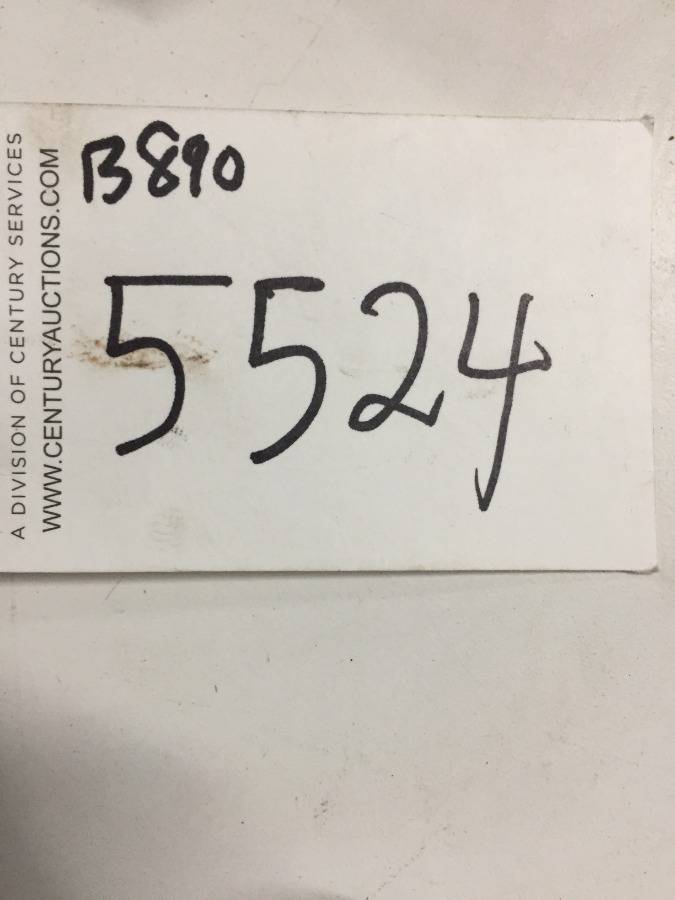 A DIVISION OF CENTURY SERVICES
WWW.CENTURYAUCTIONS.COM
B890
5524